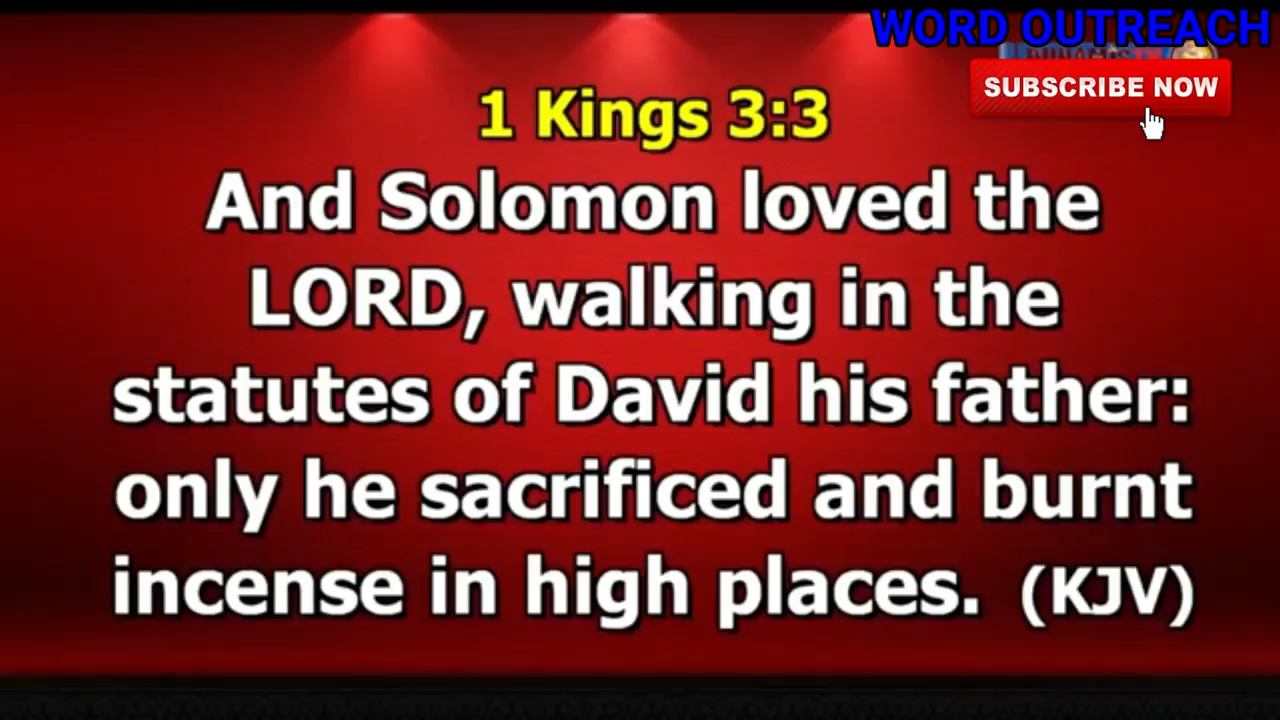 WORD OUTREACH
SUBSCRIBE NOW
1 Kings 3:3
And Solomon loved the
LORD, walking in the
statutes of David his father:
only he sacrificed and burnt
incense in high places. (KJV)